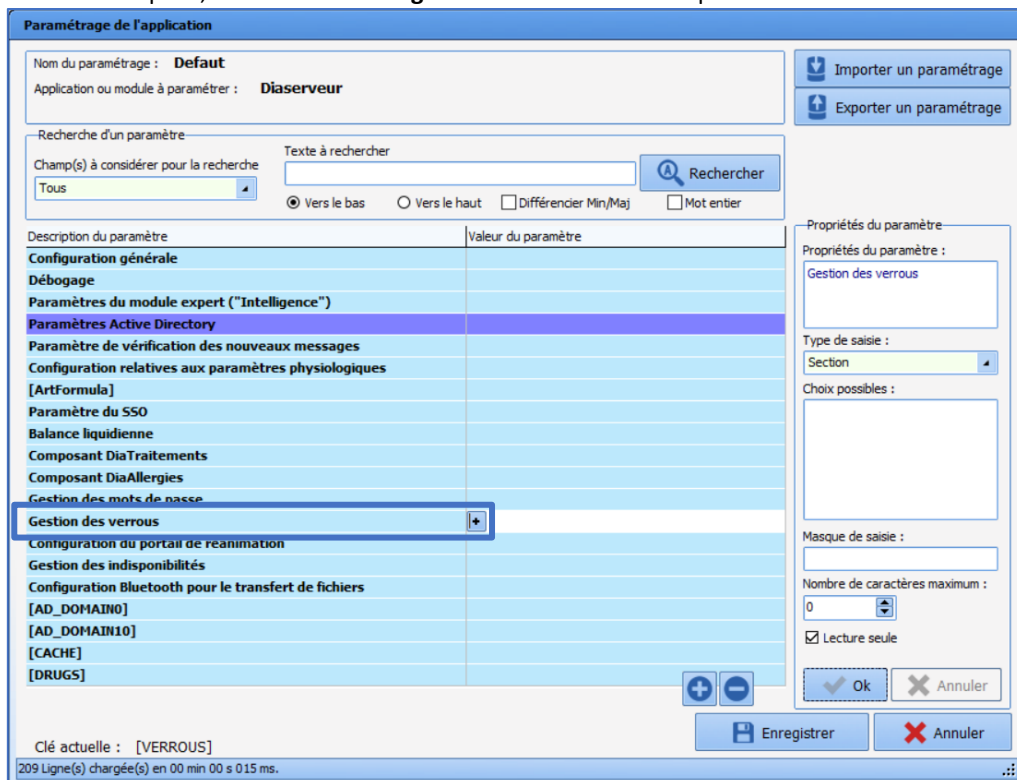 Paramétrage de l'application
Nom du paramétrage : Defaut
Application ou module à paramétrer : Diaserveur
Importer un paramétrage
Exporter un paramétrage
Recherche d'un paramètre
Champ(s) à considérer pour la recherche
Texte à rechercher
Tous
Rechercher
Vers le bas Vers le haut Différencier Min/Maj Mot entier
Description du paramètre Valeur du paramètre
Configuration générale
Débogage
Paramètres du module expert ("Intelligence")
Paramètres Active Directory
Paramètre de vérification des nouveaux messages
Configuration relatives aux paramètres physiologiques
[ArtFormula]
Paramètre du SSO
Balance liquidienne
Composant DiaTraitements
Composant DiaAllergies
Gestion des mots de passe
Gestion des verrous
Configuration du portail de réanimation
Gestion des indisponibilités
Configuration Bluetooth pour le transfert de fichiers
[AD_DOMAIN0]
[AD_DOMAIN10]
[CACHE]
[DRUGS]
Propriétés du paramètre
Propriétés du paramètre :
Gestion des verrous
Type de saisie :
Section
Choix possibles :
Masque de saisie :
Nombre de caractères maximum :
0
Lecture seule
Ok Annuler
Enregistrer Annuler
Clé actuelle : [VERROUS]
209 Ligne(s) chargée(s) en 00 min 00 s 015 ms.